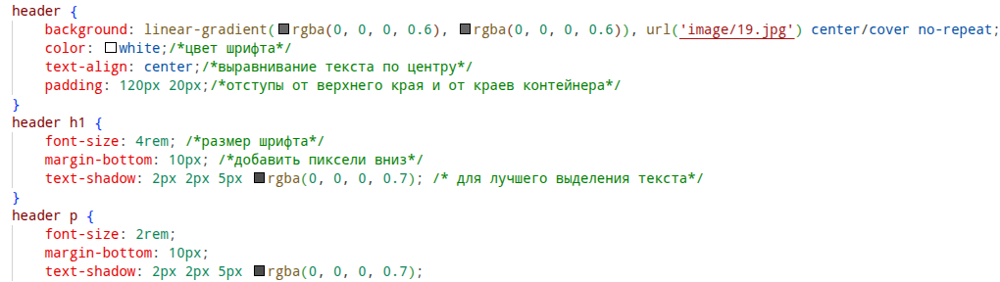 header {
    background: linear-gradient(rgba(0, 0, 0, 0.6), rgba(0, 0, 0, 0.6)), url('image/19.jpg') center/cover no-repeat;
    color: white;/*цвет шрифта*/
    text-align: center;/*выравнивание текста по центру*/
    padding: 120px 20px;/*отступы от верхнего края и от краев контейнера*/
}
header h1 {
    font-size: 4rem; /*размер шрифта*/
    margin-bottom: 10px; /*добавить пиксели вниз*/
    text-shadow: 2px 2px 5px rgba(0, 0, 0, 0.7); /* для лучшего выделения текста*/
}
header p {
    font-size: 2rem;
    margin-bottom: 10px;
    text-shadow: 2px 2px 5px rgba(0, 0, 0, 0.7);